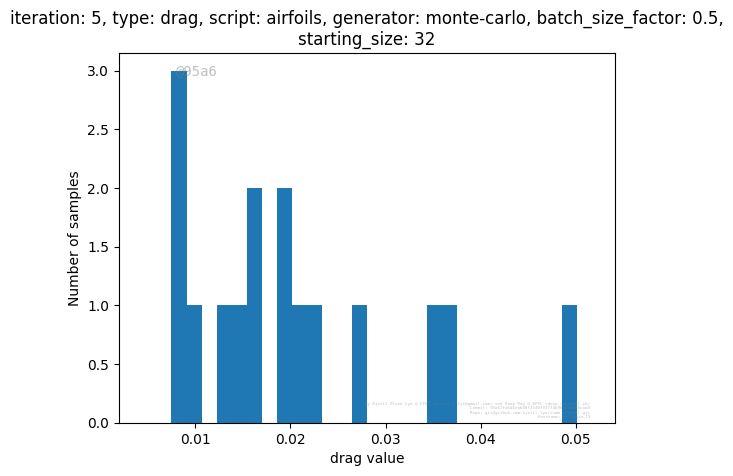 iteration: 5, type: drag, script: airfoils, generator: monte-carlo, batch_size_factor: 0.5,
starting_size: 32
@95a6
3.0
2.5
2.0
1.5
1.0
0.5
0.0
Number of samples
0.01
0.02
0.03
0.04
0.05
drag value